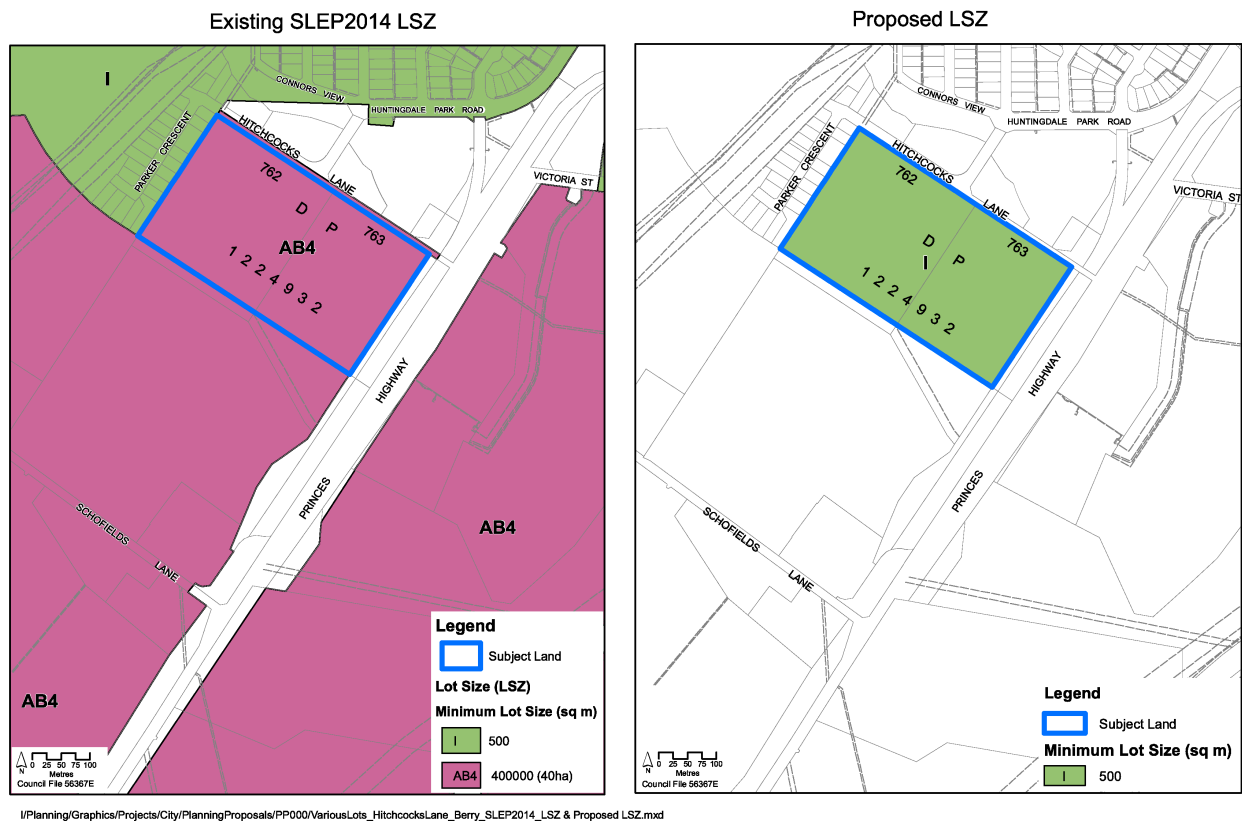 Existing SLEP2014 LSZ
I
CONNORS VIEW
HUNTINGDALE PARK ROAD
PARKER CRESCENT
HITCHCOCKS
LANE
VICTORIA ST
762
763
D P
AB4
1 2 2 4 9 3 2
HIGHWAY
PRINCES
SCHOFIELDS
LANE
AB4
AB4
Legend
Subject Land
Lot Size (LSZ)
Minimum Lot Size (sq m)
I 500
AB4 400000 (40ha)
N
0 25 50 75 100
Metres
Council File 56367E
Proposed LSZ
CONNORS VIEW
HUNTINGDALE PARK ROAD
PARKER CRESCENT
HITCHCOCKS
LANE
VICTORIA ST
762
763
D P
I
1 2 2 4 9 3 2
HIGHWAY
PRINCES
SCHOFIELDS
LANE
Legend
Subject Land
Minimum Lot Size (sq m)
I 500
N
0 25 50 75 100
Metres
Council File 56367E
I/Planning/Graphics/Projects/City/PlanningProposals/PP000/VariousLots_HitchcocksLane_Berry_SLEP2014_LSZ & Proposed LSZ.mxd